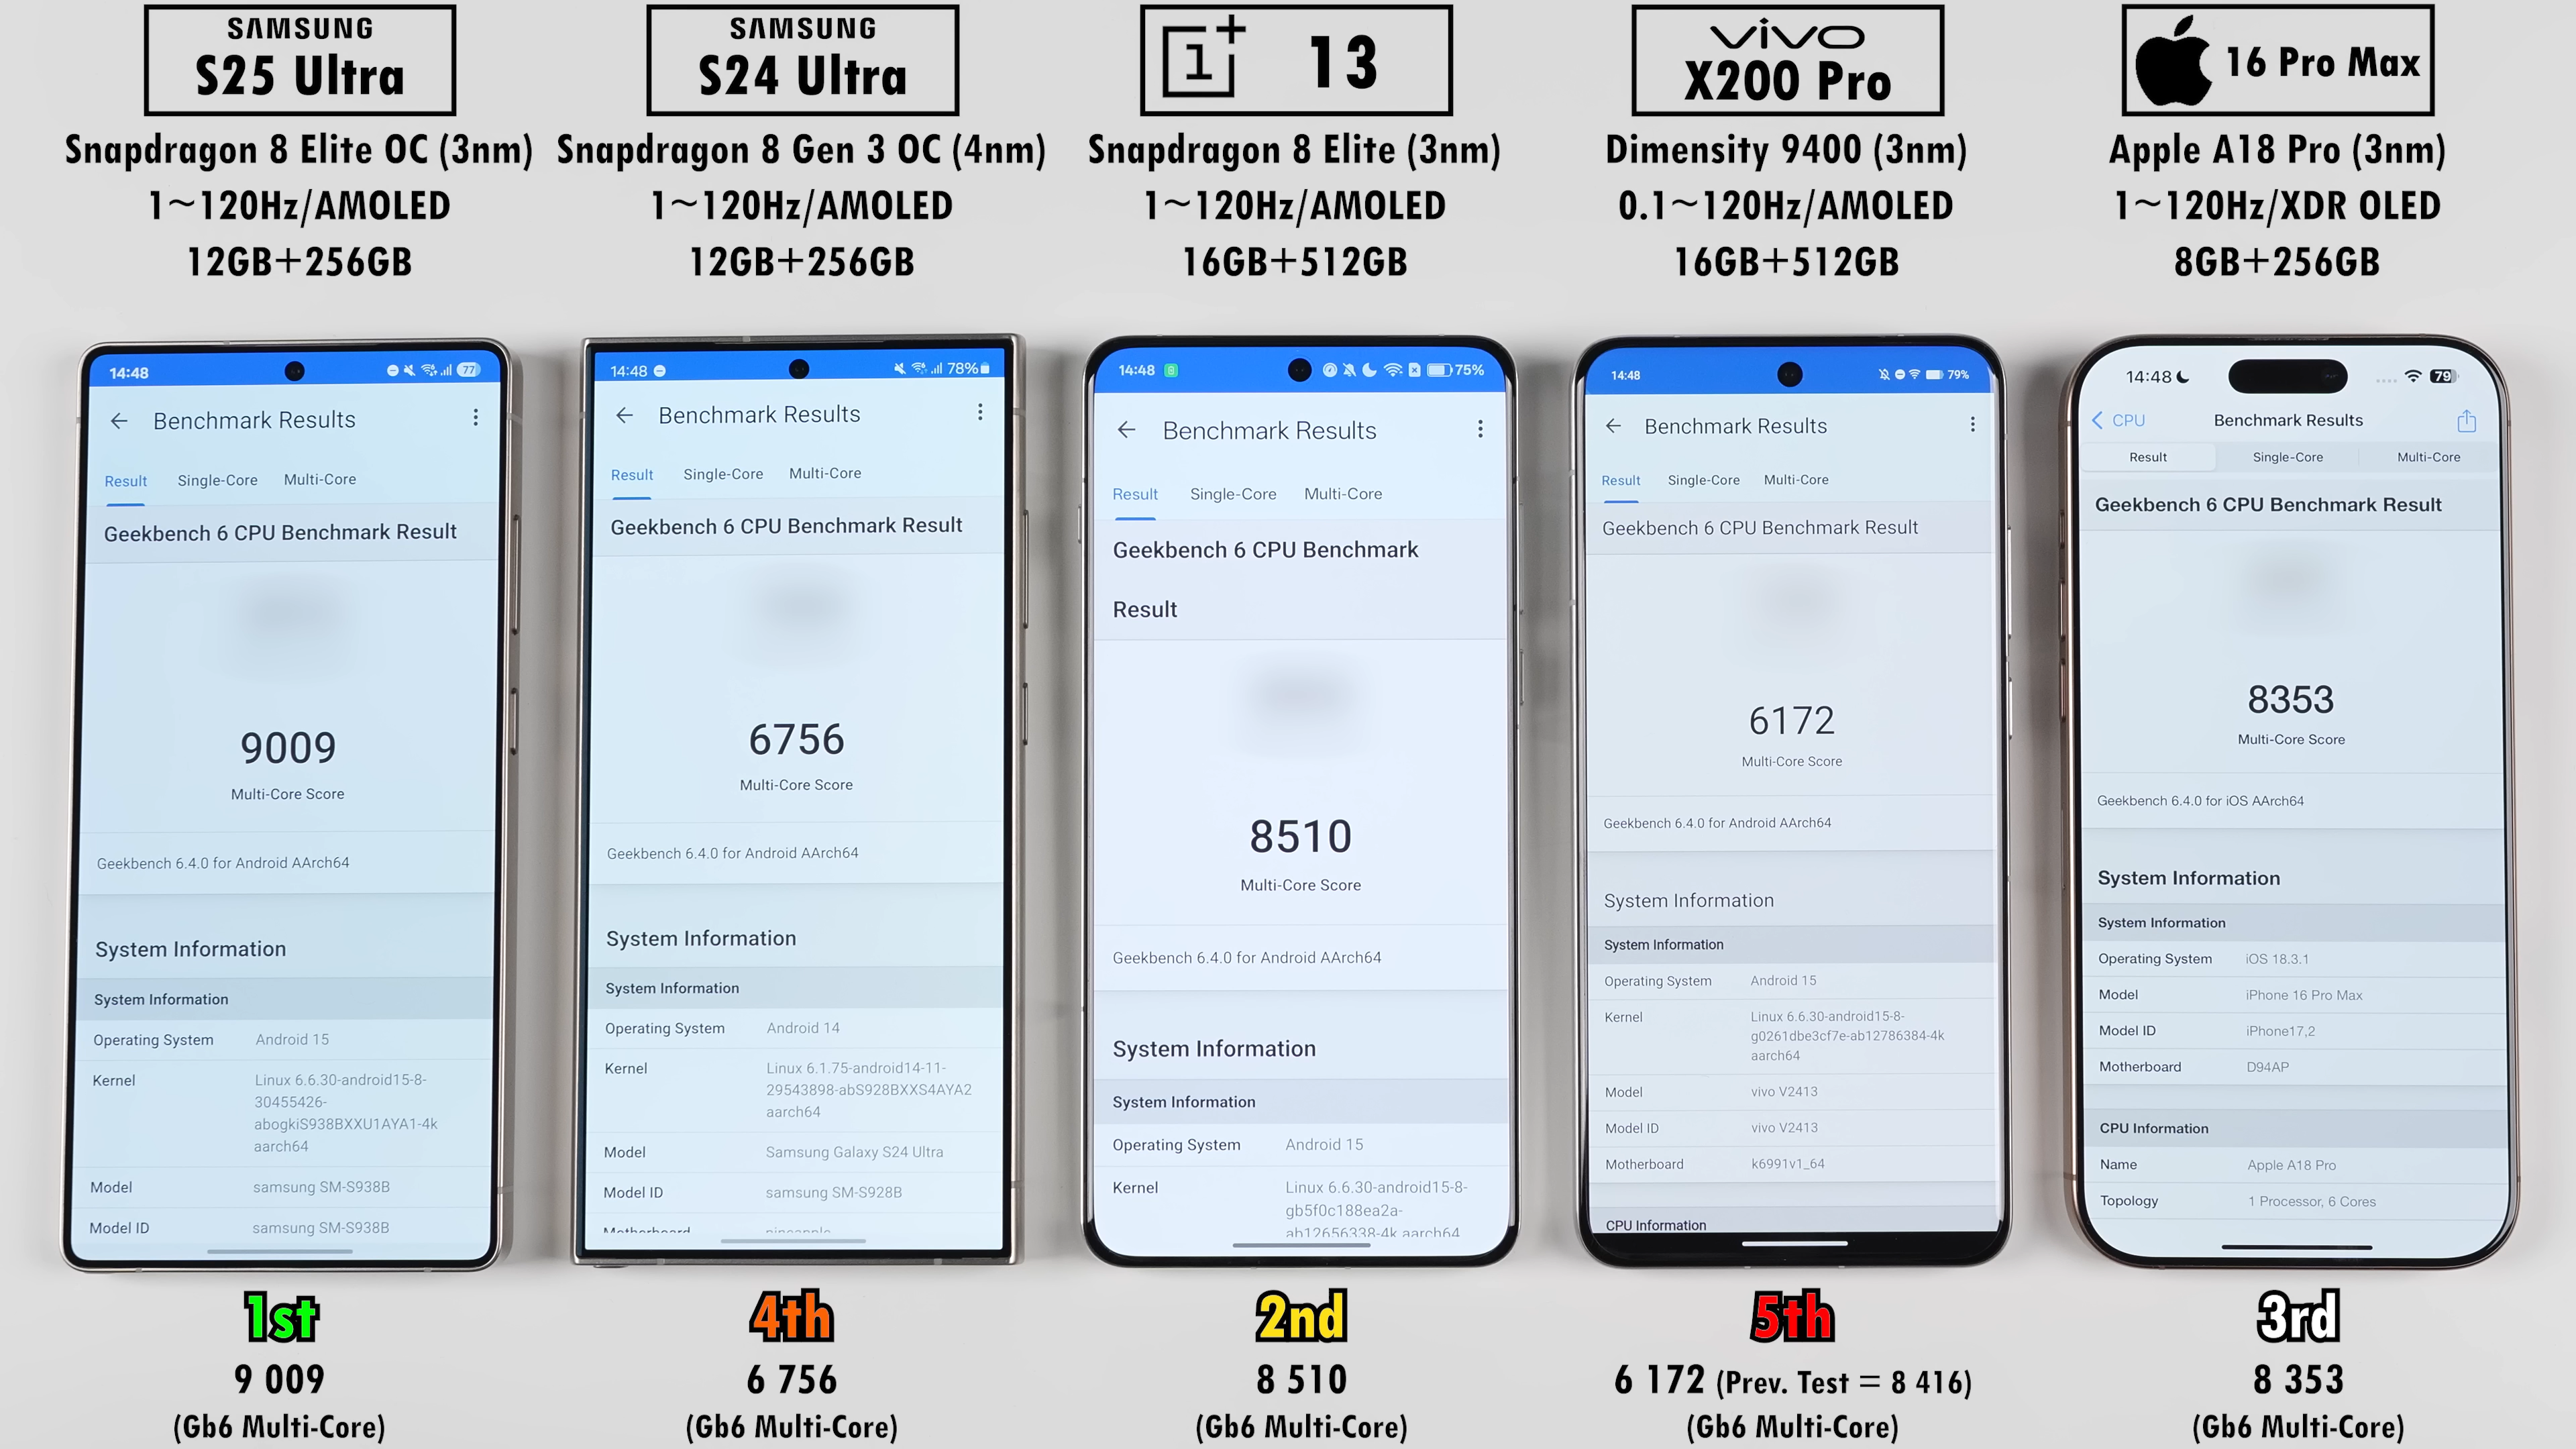 SAMSUNG
S25 Ultra
Snapdragon 8 Elite OC (3nm)
1~120Hz/AMOLED
12GB+256GB
SAMSUNG
S24 Ultra
Snapdragon 8 Gen 3 OC (4nm)
1~120Hz/AMOLED
12GB+256GB
1+ 13
Snapdragon 8 Elite (3nm)
1~120Hz/AMOLED
16GB+512GB
vivo
X200 Pro
Dimensity 9400 (3nm)
0.1~120Hz/AMOLED
16GB+512GB
16 Pro Max
Apple A18 Pro (3nm)
1~120Hz/XDR OLED
8GB+256GB
14:48 77
Benchmark Results
Result Single-Core Multi-Core
Geekbench 6 CPU Benchmark Result
9009
Multi-Core Score
Geekbench 6.4.0 for Android AArch64
System Information
System Information
Operating System Android 15
Kernel Linux 6.6.30-android15-8-
30455426-
abogkiS938BXXU1AYA1-4k
aarch64
Model samsung SM-S938B
Model ID samsung SM-S938B
14:48 78%
Benchmark Results
Result Single-Core Multi-Core
Geekbench 6 CPU Benchmark Result
6756
Multi-Core Score
Geekbench 6.4.0 for Android AArch64
System Information
System Information
Operating System Android 14
Kernel Linux 6.1.75-android14-11-
29543898-abS928BXXS4AYA2
aarch64
Model Samsung Galaxy S24 Ultra
Model ID samsung SM-S928B
Motherboard pineapple
14:48 75%
Benchmark Results
Result Single-Core Multi-Core
Geekbench 6 CPU Benchmark
Result
8510
Multi-Core Score
Geekbench 6.4.0 for Android AArch64
System Information
System Information
Operating System Android 15
Kernel Linux 6.6.30-android15-8-
gb5f0c188ea2a-
ab12656338-4k aarch64
14:48 79%
Benchmark Results
Result Single-Core Multi-Core
Geekbench 6 CPU Benchmark Result
6172
Multi-Core Score
Geekbench 6.4.0 for Android AArch64
System Information
System Information
Operating System Android 15
Kernel Linux 6.6.30-android15-8-
g0261dbe3cf7e-ab12786384-4k
aarch64
Model vivo V2413
Model ID vivo V2413
Motherboard k6991v1_64
CPU Information
14:48 79
CPU Benchmark Results
Result Single-Core Multi-Core
Geekbench 6 CPU Benchmark Result
8353
Multi-Core Score
Geekbench 6.4.0 for iOS AArch64
System Information
System Information
Operating System iOS 18.3.1
Model iPhone 16 Pro Max
Model ID iPhone17,2
Motherboard D94AP
CPU Information
Name Apple A18 Pro
Topology 1 Processor, 6 Cores
1st
9 009
(Gb6 Multi-Core)
4th
6 756
(Gb6 Multi-Core)
2nd
8 510
(Gb6 Multi-Core)
5th
6 172 (Prev. Test = 8 416)
(Gb6 Multi-Core)
3rd
8 353
(Gb6 Multi-Core)